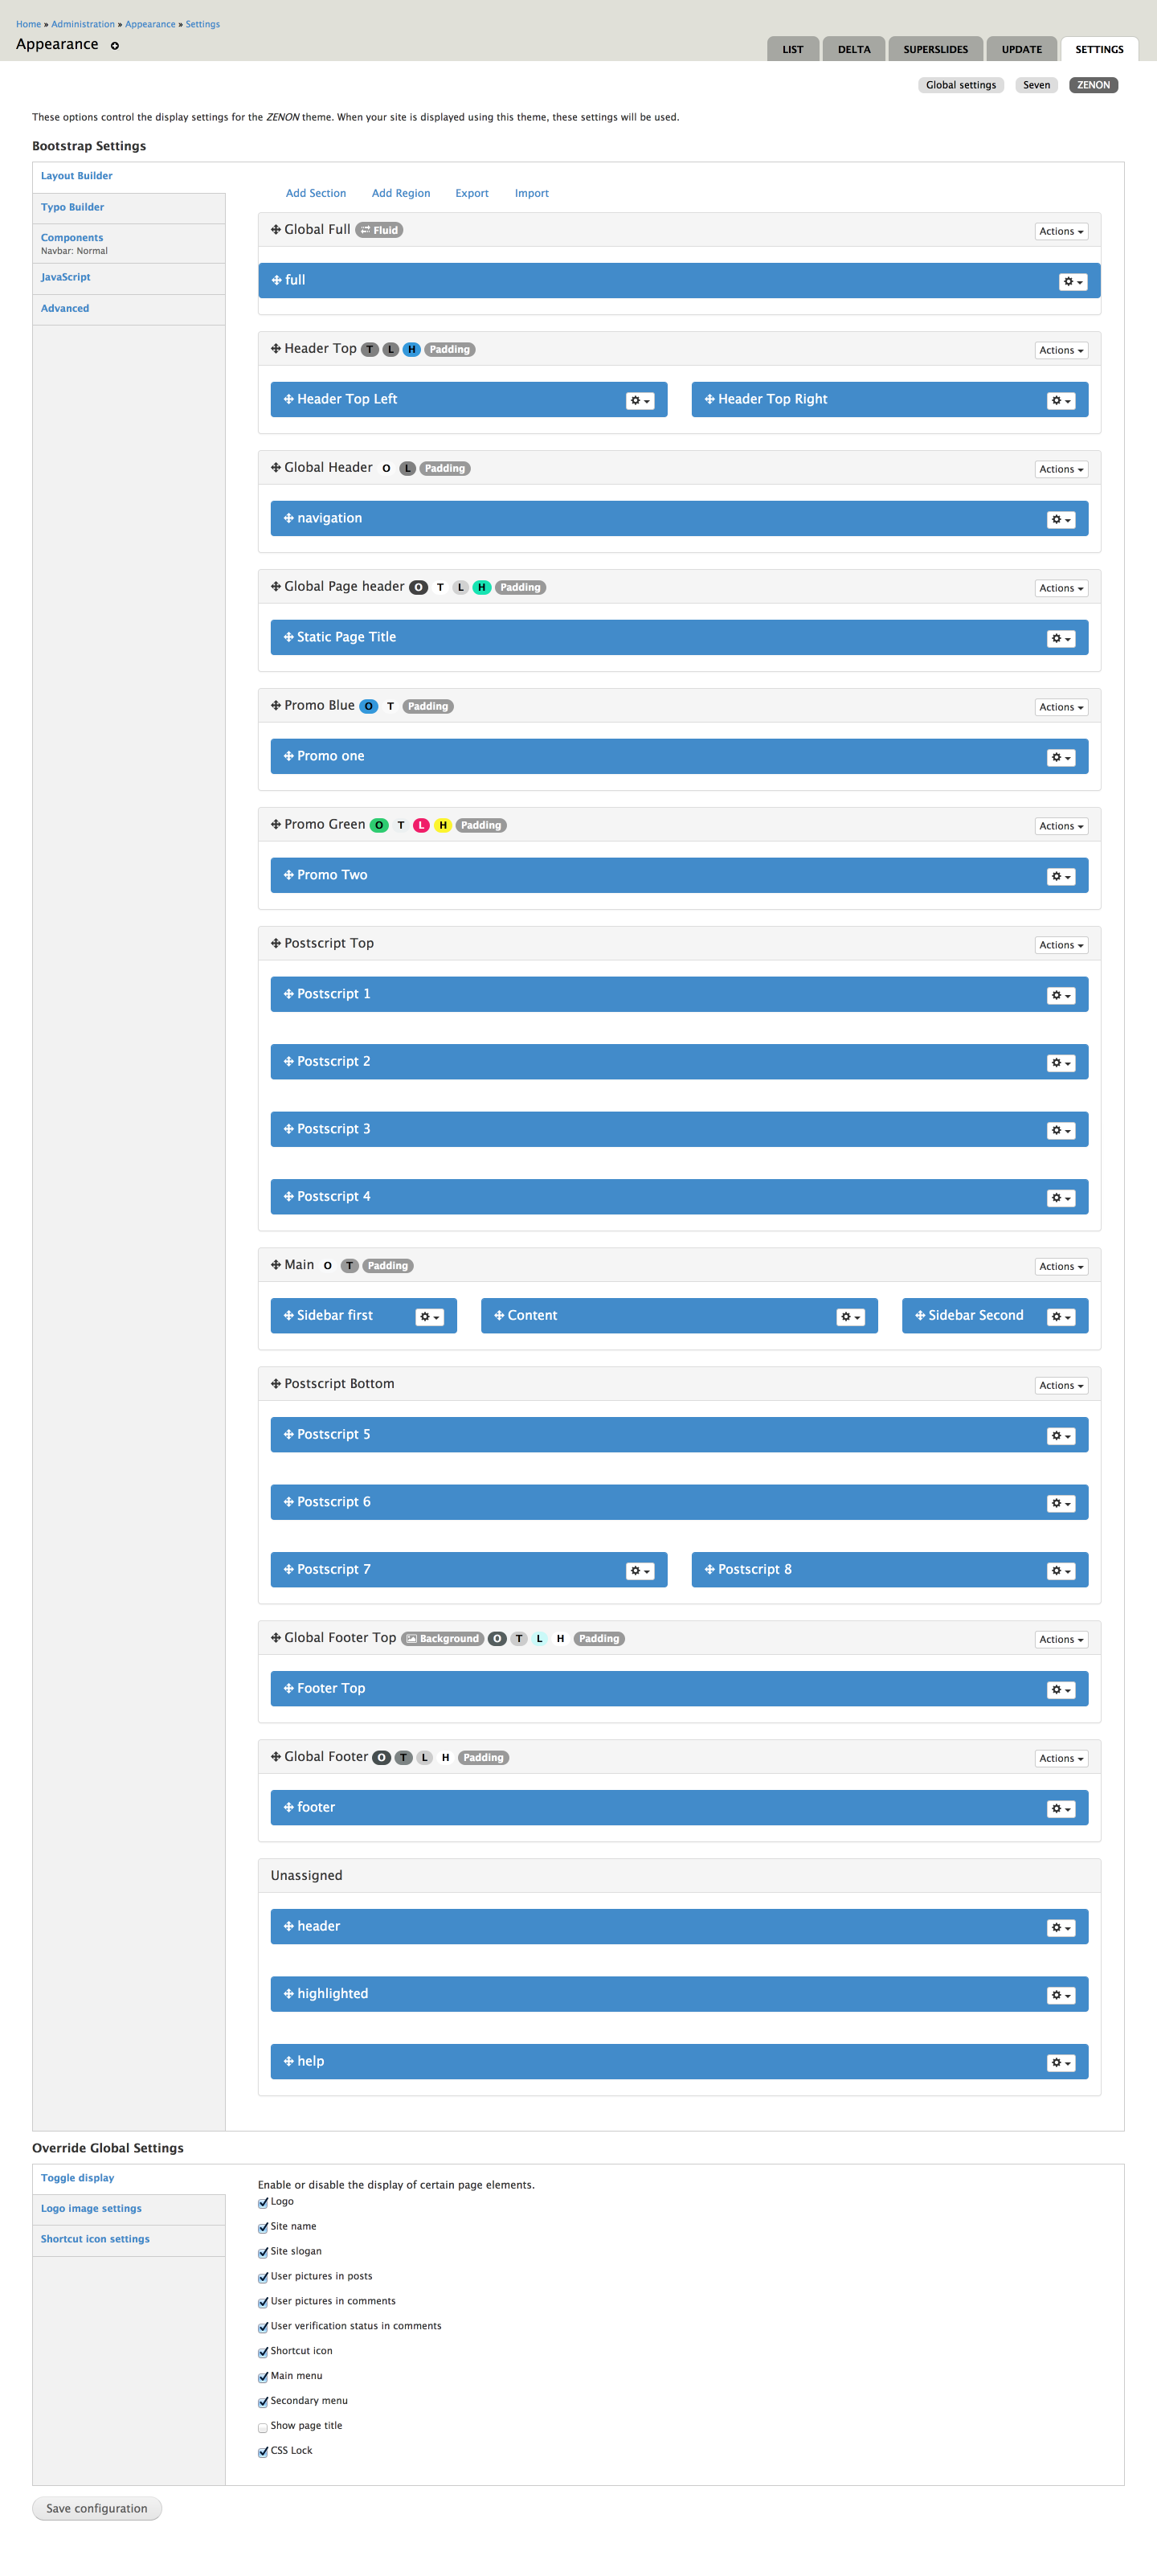 Home » Administration » Appearance » Settings
Appearance
LIST DELTA SUPERSLIDES UPDATE SETTINGS
Global settings Seven ZENON
These options control the display settings for the ZENON theme. When your site is displayed using this theme, these settings will be used.
Bootstrap Settings
Layout Builder
Typo Builder
Components
Navbar: Normal
JavaScript
Advanced
Add Section Add Region Export Import
Global Full Fluid Actions
full
Header Top T L H Padding Actions
Header Top Left Header Top Right
Global Header O L Padding Actions
navigation
Global Page header O T L H Padding Actions
Static Page Title
Promo Blue O T Padding Actions
Promo one
Promo Green O T L H Padding Actions
Promo Two
Postscript Top Actions
Postscript 1
Postscript 2
Postscript 3
Postscript 4
Main O T Padding Actions
Sidebar first Content Sidebar Second
Postscript Bottom Actions
Postscript 5
Postscript 6
Postscript 7 Postscript 8
Global Footer Top Background O T L H Padding Actions
Footer Top
Global Footer O T L H Padding Actions
footer
Unassigned
header
highlighted
help
Override Global Settings
Toggle display
Logo image settings
Shortcut icon settings
Enable or disable the display of certain page elements.
Logo
Site name
Site slogan
User pictures in posts
User pictures in comments
User verification status in comments
Shortcut icon
Main menu
Secondary menu
Show page title
CSS Lock
Save configuration